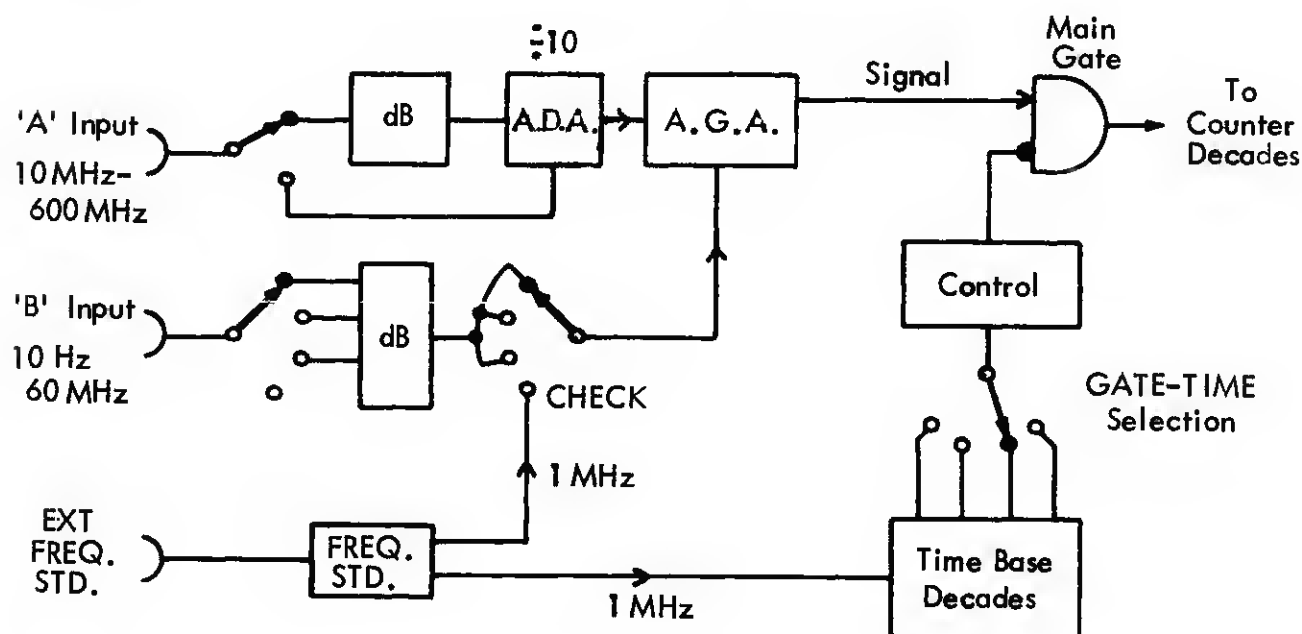 ÷10
Main
Gate
'A' Input
10 MHz-
600 MHz
dB
A.D.A.
A.G.A.
Signal
To
Counter
Decades
'B' Input
10 Hz
60 MHz
dB
CHECK
1 MHz
Control
GATE-TIME
Selection
EXT
FREQ.
STD.
FREQ.
STD.
1 MHz
Time Base
Decades